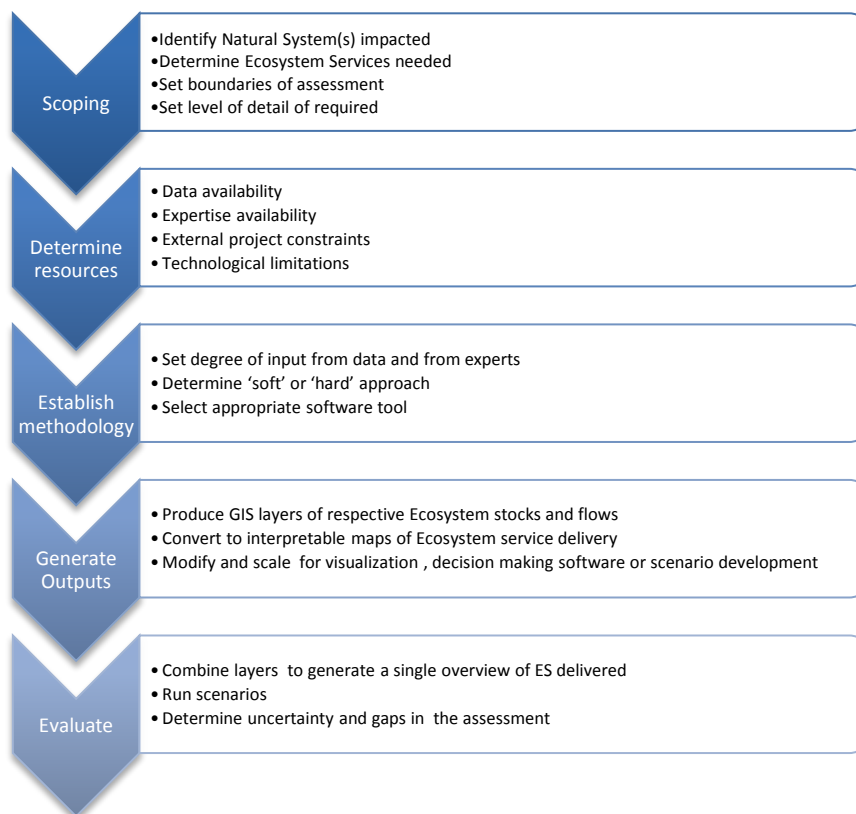 Scoping
•Identify Natural System(s) impacted
•Determine Ecosystem Services needed
•Set boundaries of assessment
•Set level of detail of required
Determine
resources
• Data availability
• Expertise availability
• External project constraints
• Technological limitations
Establish
methodology
• Set degree of input from data and from experts
• Determine ‘soft’ or ‘hard’ approach
• Select appropriate software tool
Generate
Outputs
• Produce GIS layers of respective Ecosystem stocks and flows
• Convert to interpretable maps of Ecosystem service delivery
• Modify and scale for visualization , decision making software or scenario development
Evaluate
• Combine layers to generate a single overview of ES delivered
• Run scenarios
• Determine uncertainty and gaps in the assessment